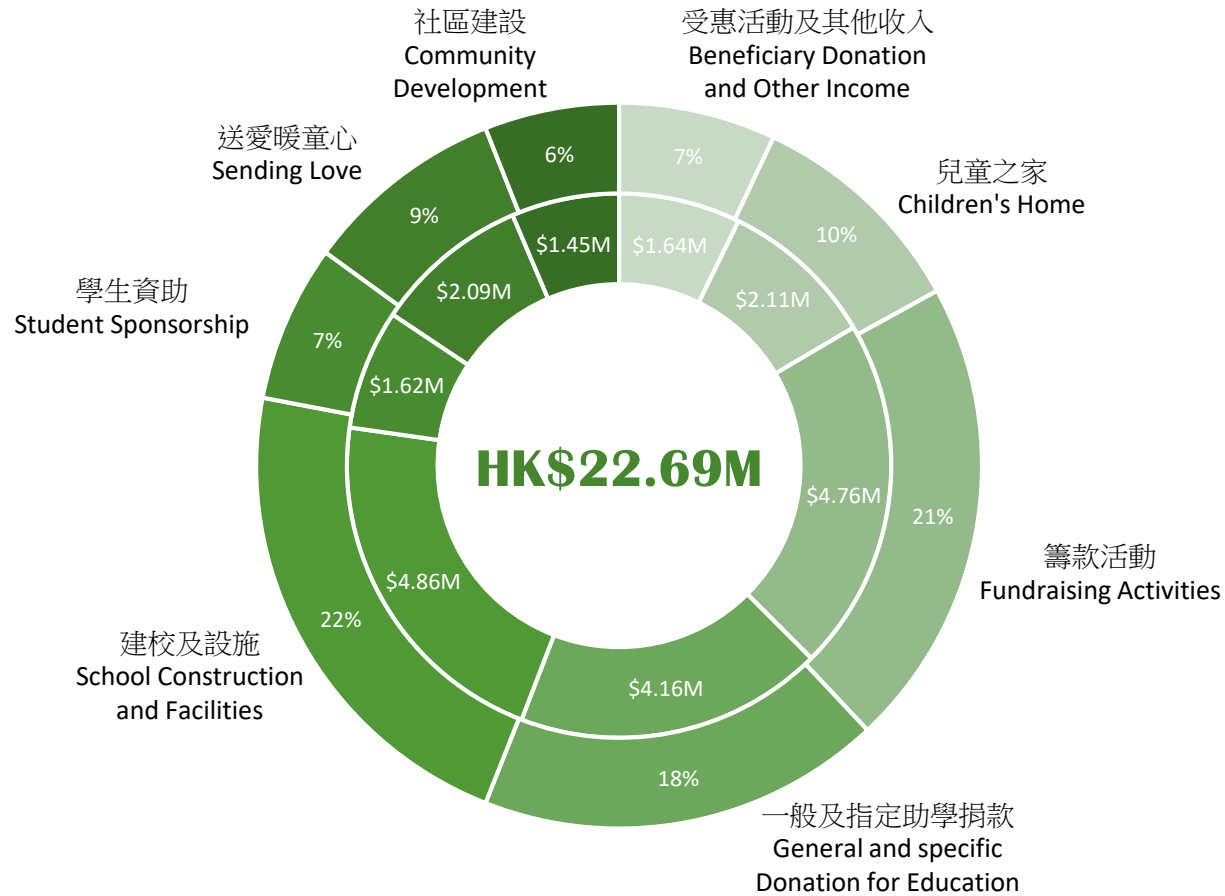 社區建設
Community
Development
受惠活動及其他收入
Beneficiary Donation
and Other Income
送愛暖童心
Sending Love
兒童之家
Children's Home
6%
7%
9%
10%
$1.45M
$1.64M
$2.09M
$2.11M
學生資助
Student Sponsorship
7%
$1.62M
HK$22.69M
$4.76M
21%
籌款活動
Fundraising Activities
$4.86M
22%
建校及設施
School Construction
and Facilities
$4.16M
18%
一般及指定助學捐款
General and specific
Donation for Education